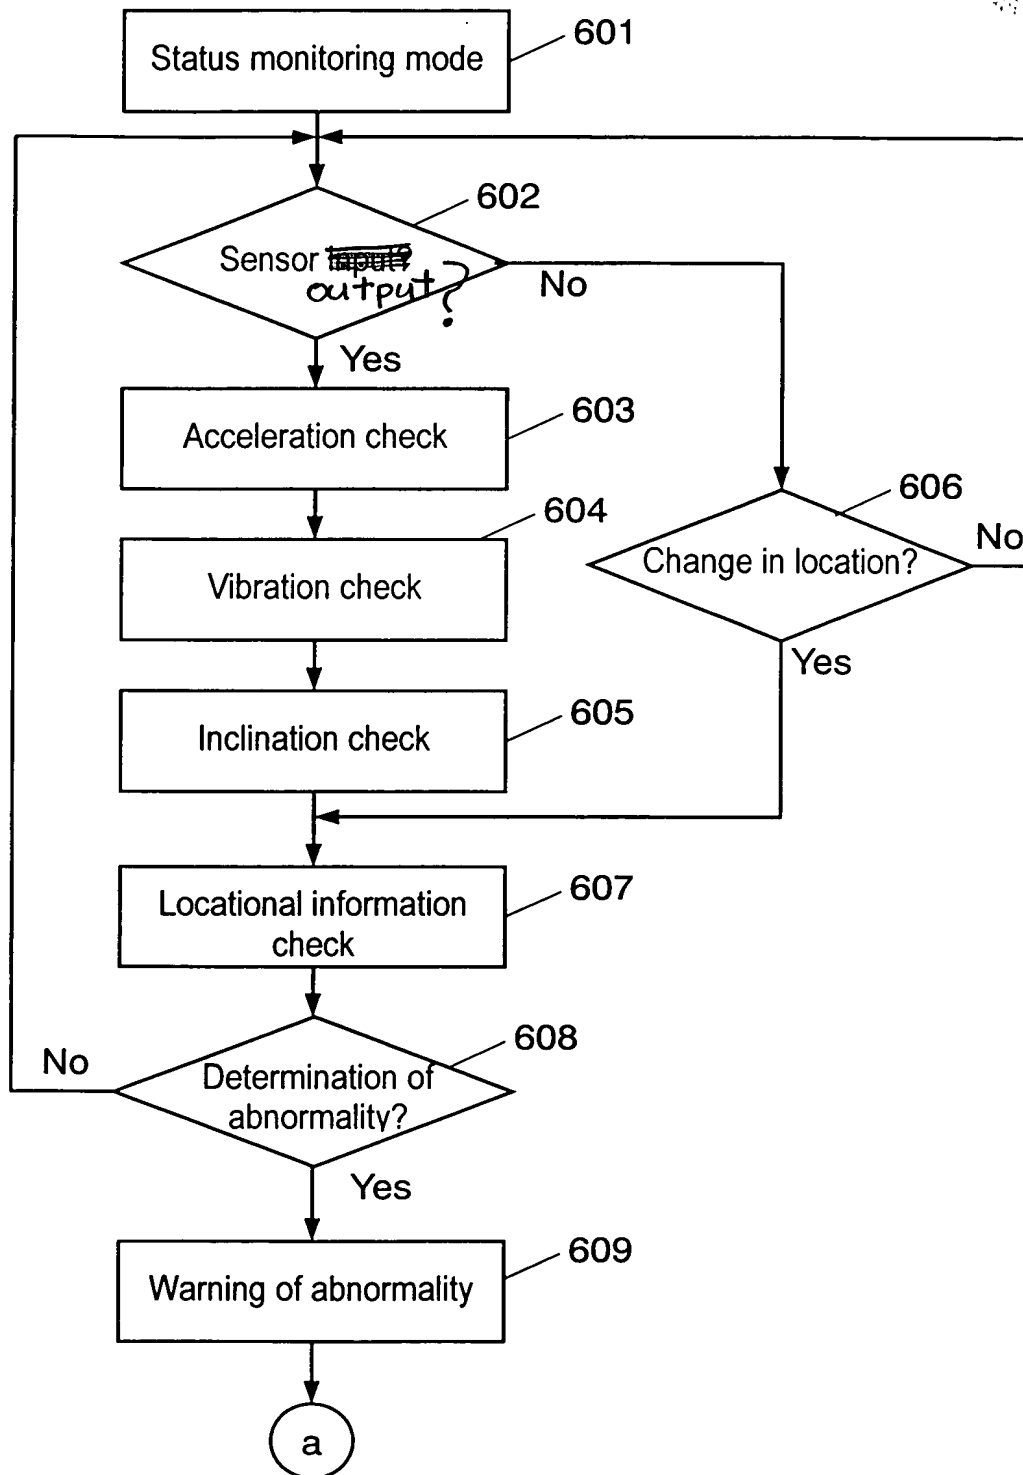 Status monitoring mode
601
602
Sensor input?
output?
No
Yes
Acceleration check
603
604
Vibration check
606
Change in location?
No
Yes
Inclination check
605
Locational information
check
607
608
No
Determination of
abnormality?
Yes
609
Warning of abnormality
a